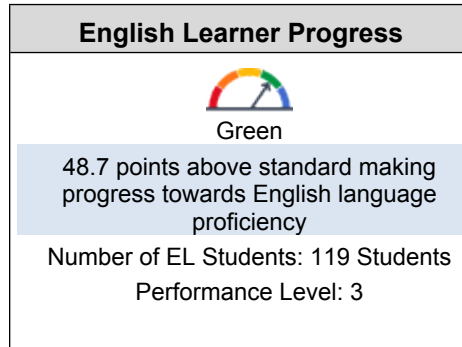 English Learner Progress
Green
48.7 points above standard making
progress towards English language
proficiency
Number of EL Students: 119 Students
Performance Level: 3